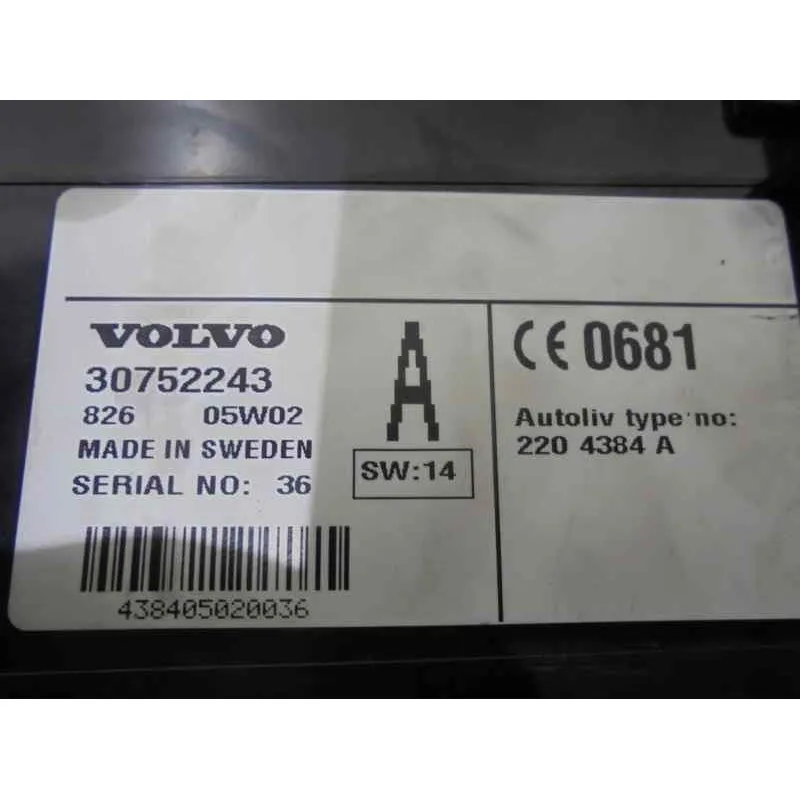 VOLVO
30752243
826 05W02
MADE IN SWEDEN
SERIAL NO: 36
438405020036
A
SW:14
CE 0681
Autoliv type no:
220 4384 A